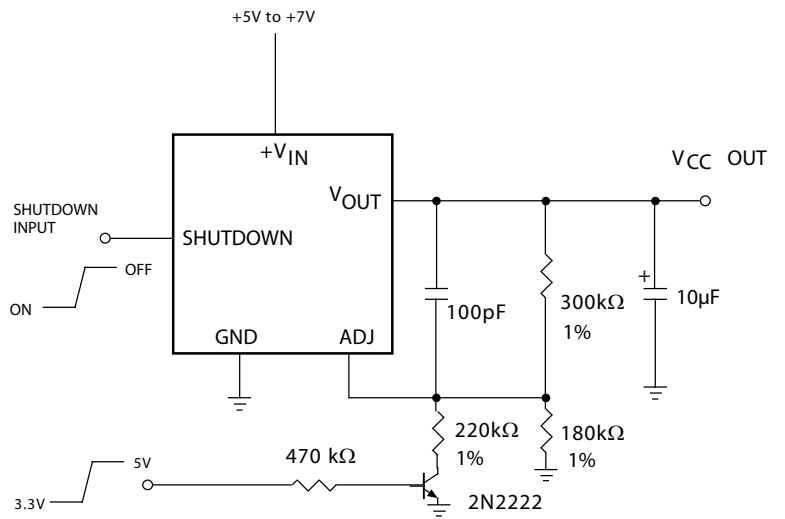 +5V to +7V
+VIN
VCC OUT
VOUT
SHUTDOWN
INPUT
SHUTDOWN
OFF
ON
+
10µF
100pF
300kΩ
1%
GND
ADJ
220kΩ
1%
180kΩ
1%
470 kΩ
5V
3.3V
2N2222